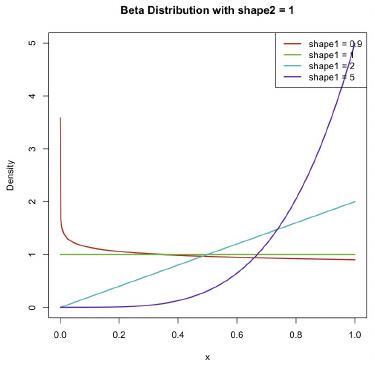 Beta Distribution with shape2 = 1
shape1 = 0.9
shape1 = 1
shape1 = 2
shape1 = 5
Density
5
4
3
2
1
0
0.0 0.2 0.4 0.6 0.8 1.0
x